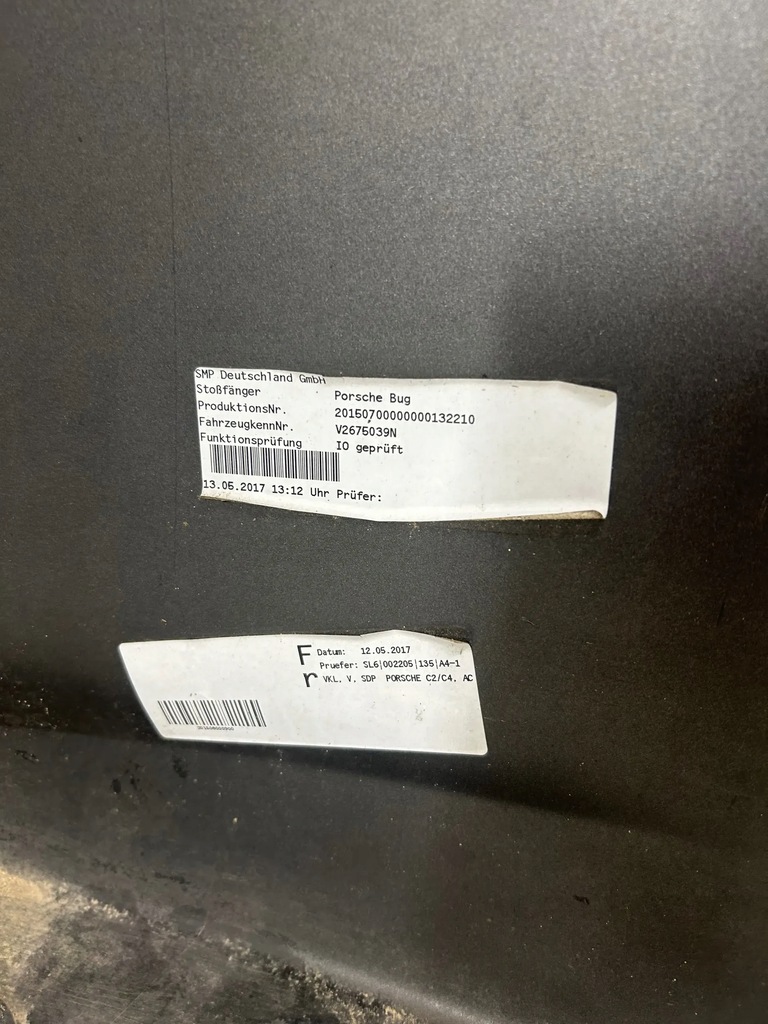 SMP Deutschland GmbH
Stoßfänger Porsche Bug
ProduktionsNr. 2015070000000132210
FahrzeugkennNr. V2675039N
Funktionsprüfung IO geprüft
13.05.2017 13:12 Uhr Prüfer:
F Datum: 12.05.2017
Pruefer: SL6|002205|135|A4-1
r VKL. V. SDP PORSCHE C2/C4, AC